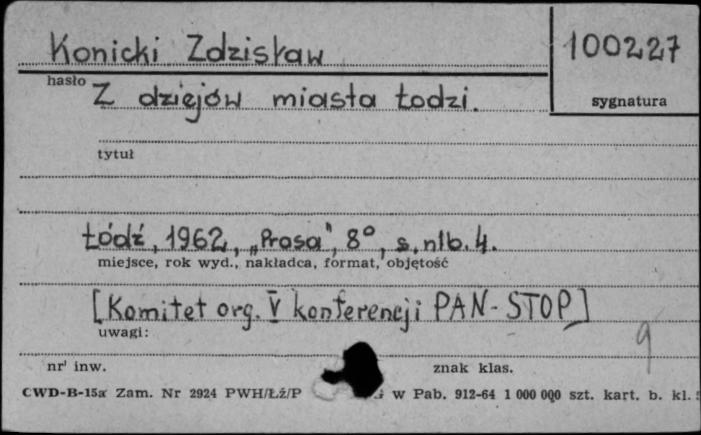 Konicki Zdzisław
100227
hasło
sygnatura
Z dziejów miasta Łodzi.
tytuł
Łódź, 1962, „Prasa", 8°, s. nlb. 4.
miejsce, rok wyd., nakładca, format, objętość
[Komitet org. V konferencji PAN-STOP]
uwagi:
9
nr inw.
znak klas.
CWD-B-15a Zam. Nr 2924 PWH/Łż/P w Pab. 912-64 1 000 000 szt. kart. b. kl.